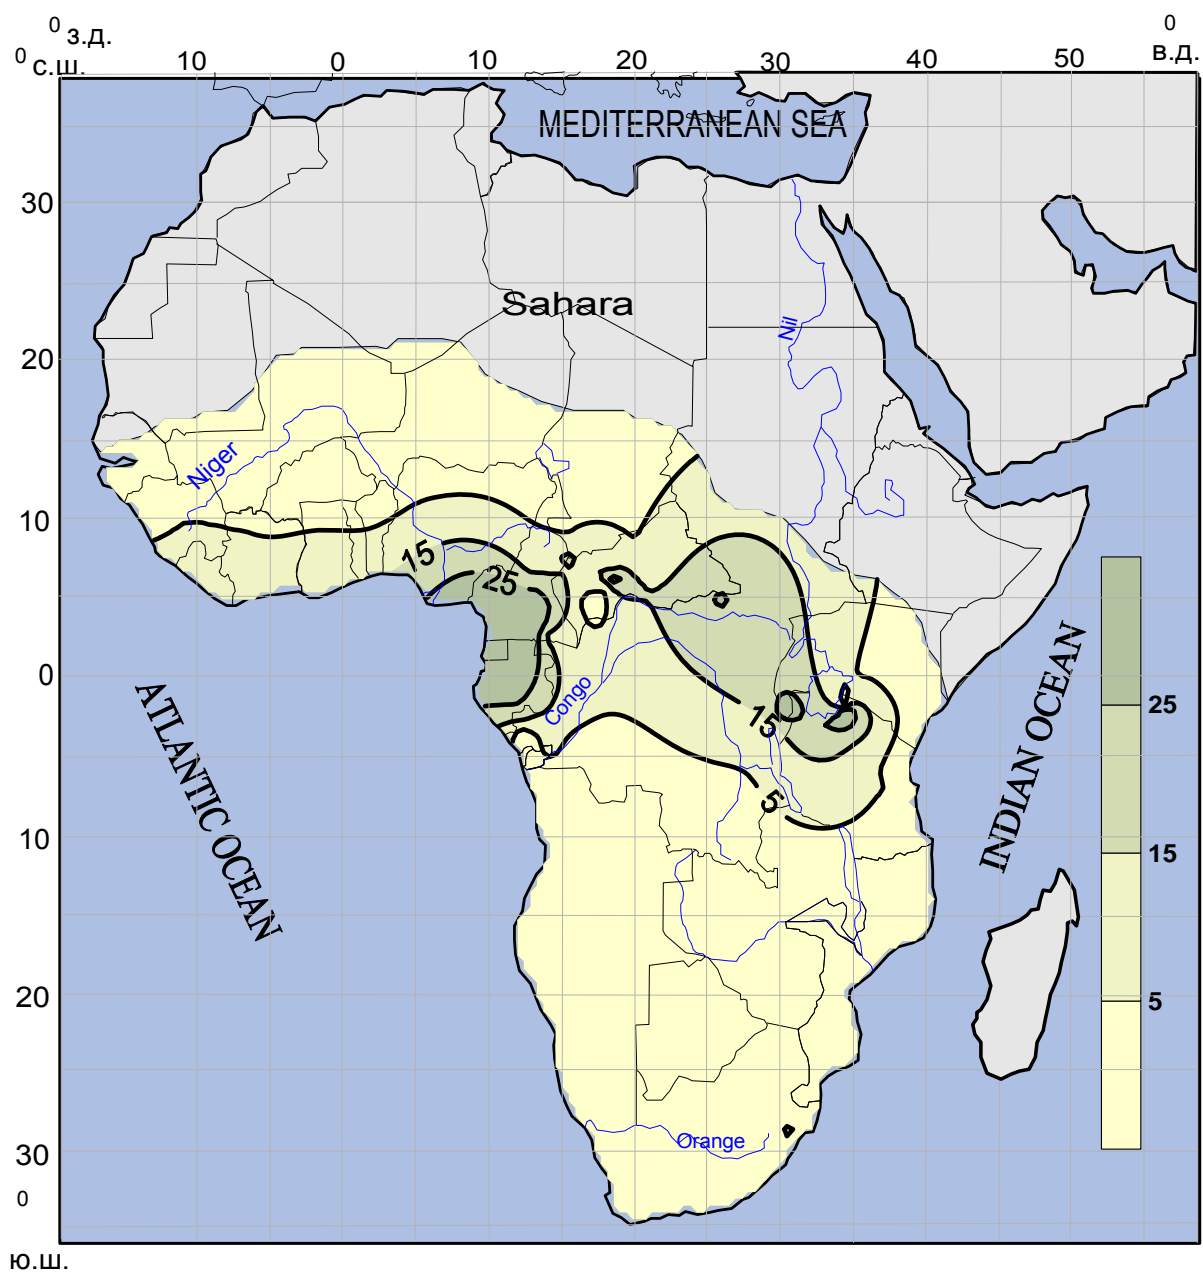 0 з.д.
0
0 с.ш.
10
0
10
20
30
40
50
в.д.
MEDITERRANEAN SEA
30
Sahara
Nil
20
Niger
10
15
25
0
ATLANTIC OCEAN
Congo
15
INDIAN OCEAN
25
5
10
15
20
5
Orange
30
0
ю.ш.